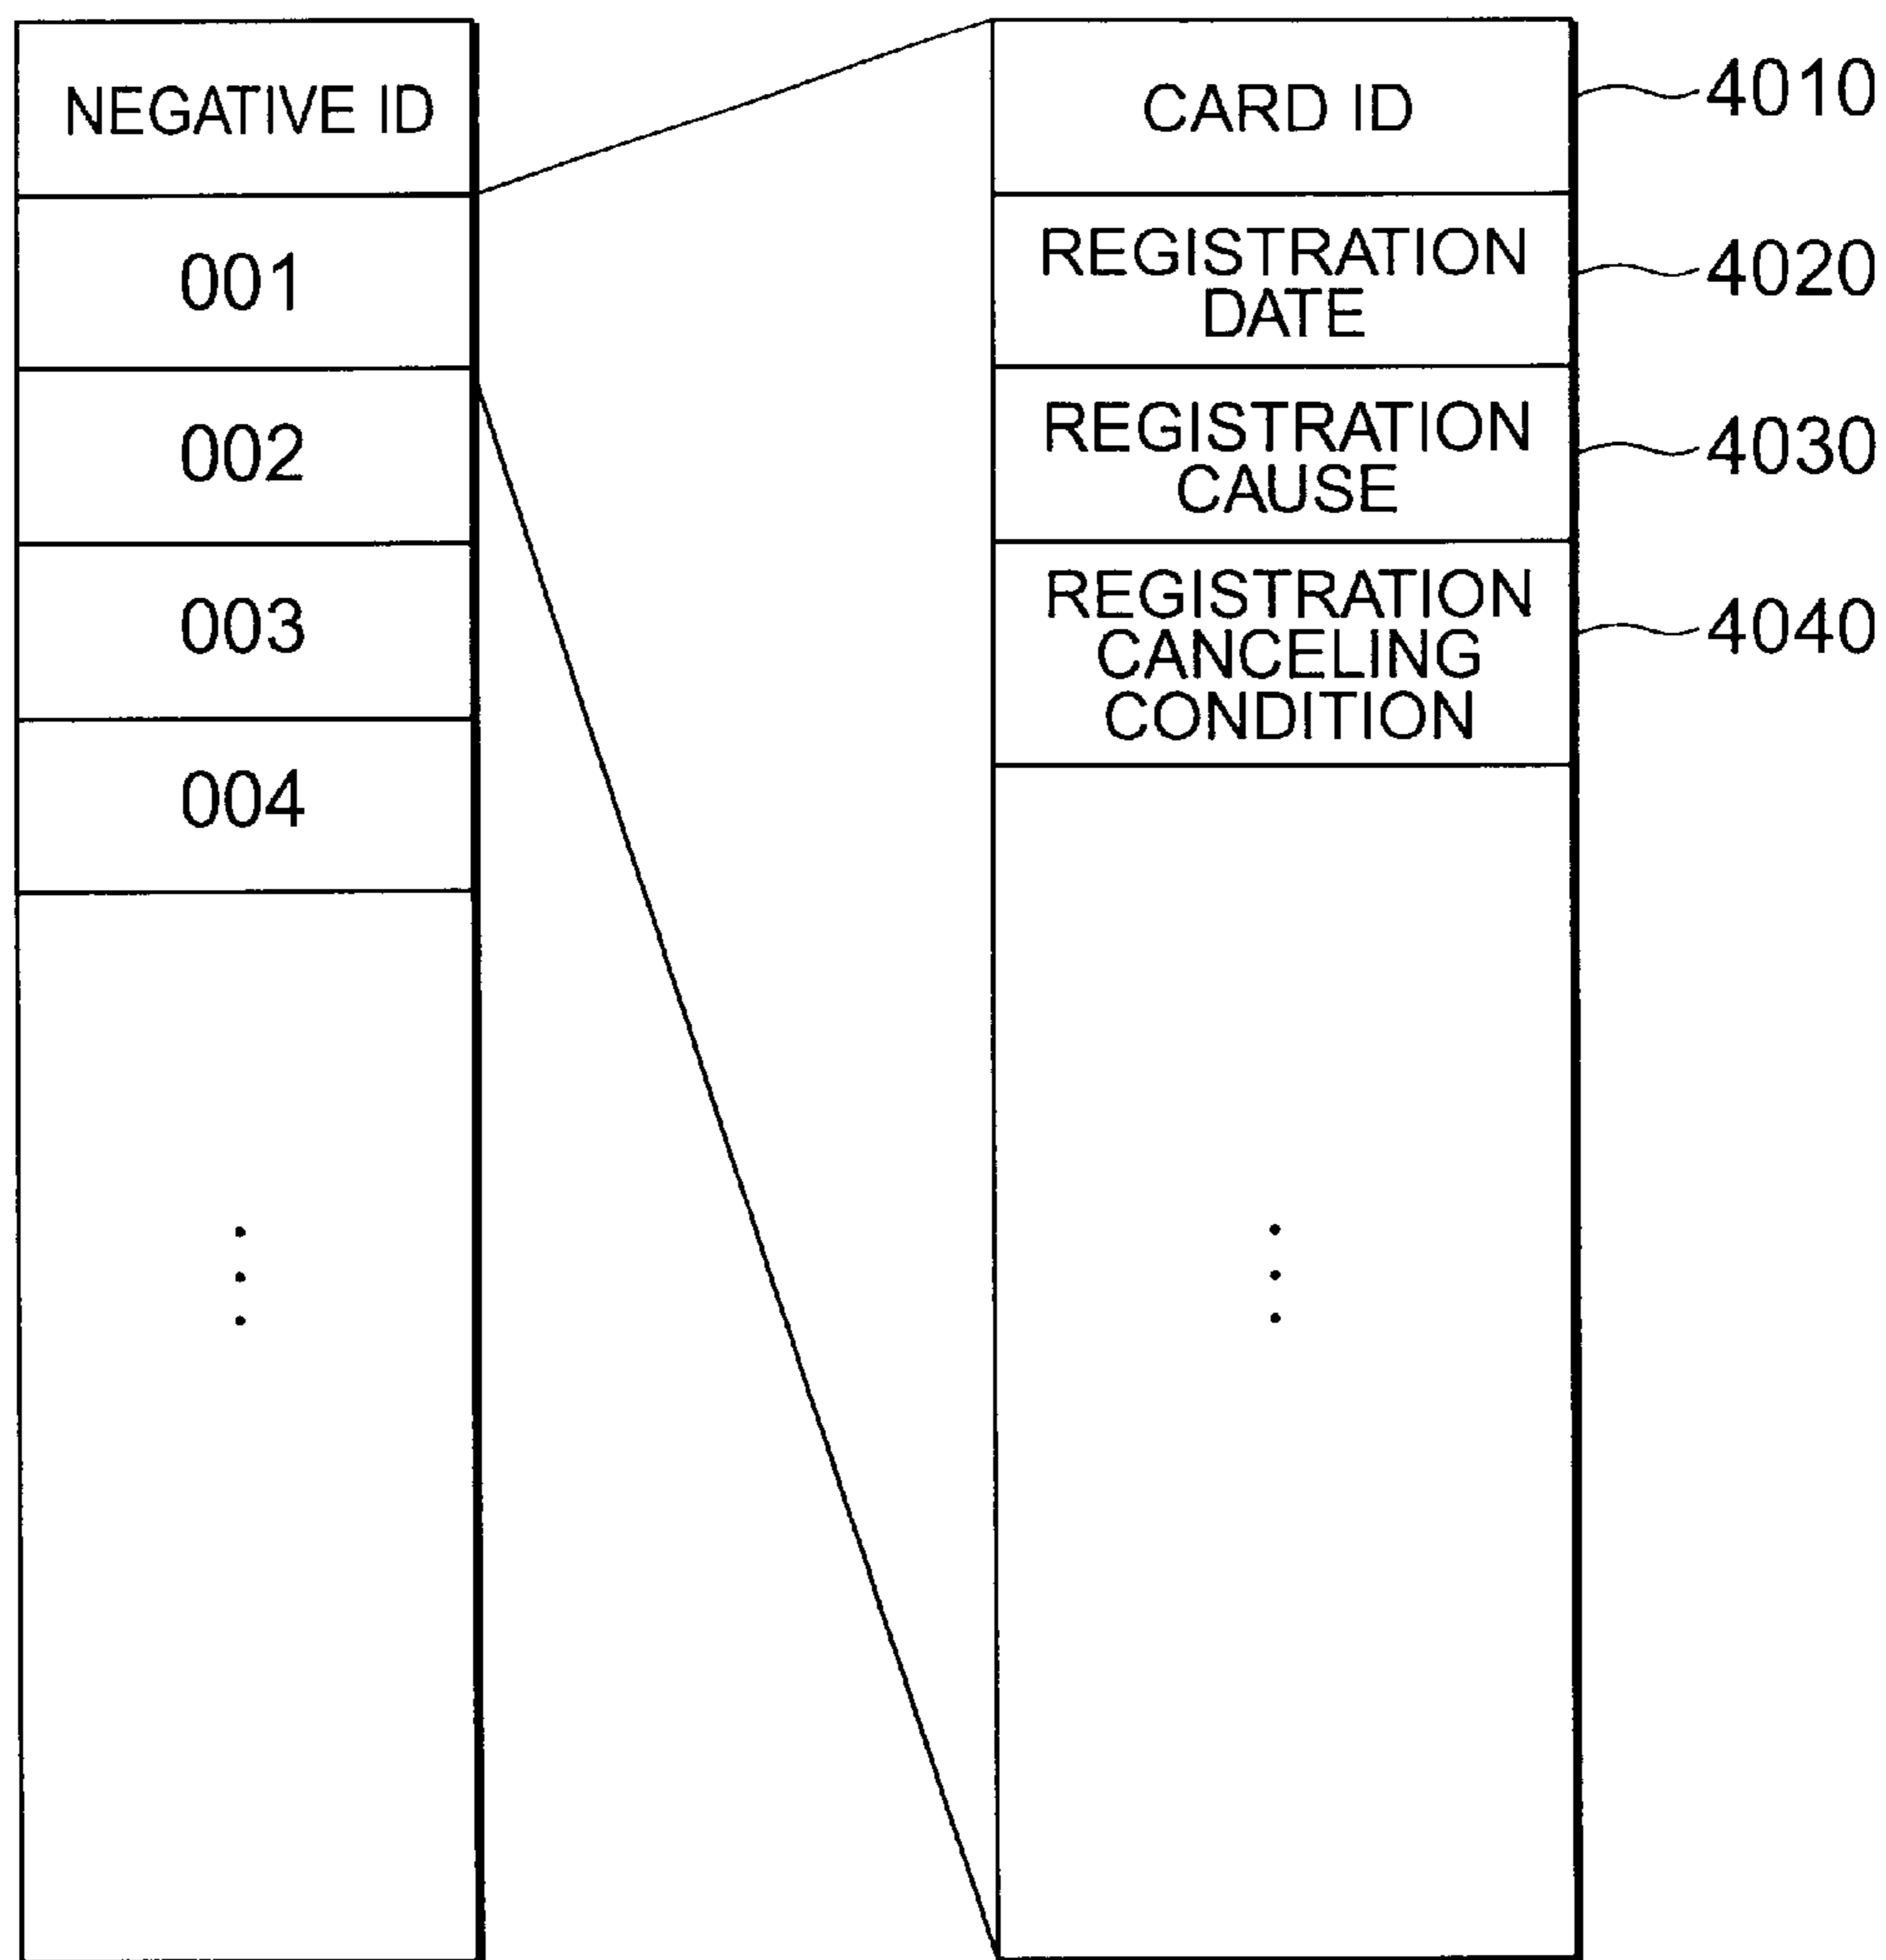 NEGATIVE ID
001
002
003
004
CARD ID
4010
REGISTRATION
DATE
4020
REGISTRATION
CAUSE
4030
REGISTRATION
CANCELING
CONDITION
4040